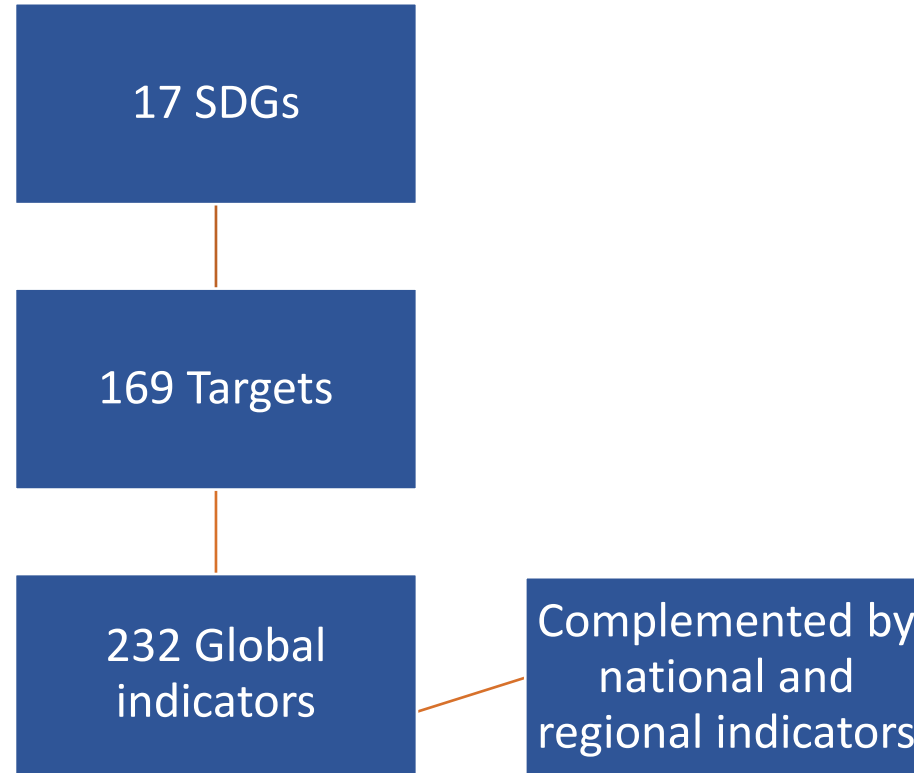 17 SDGs
169 Targets
232 Global
indicators
Complemented by
national and
regional indicators